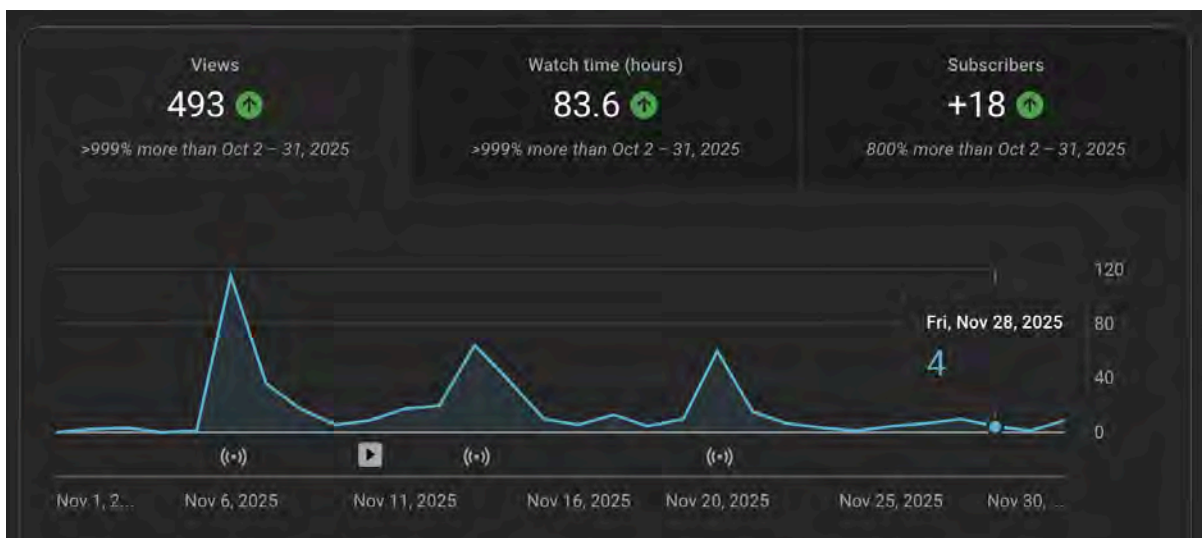 Views
493
>999% more than Oct 2 – 31, 2025
Watch time (hours)
83.6
>999% more than Oct 2 – 31, 2025
Subscribers
+18
800% more than Oct 2 – 31, 2025
120
Fri, Nov 28, 2025
80
4
40
0
Nov 1, 2...
Nov 6, 2025
Nov 11, 2025
Nov 16, 2025
Nov 20, 2025
Nov 25, 2025
Nov 30, ...